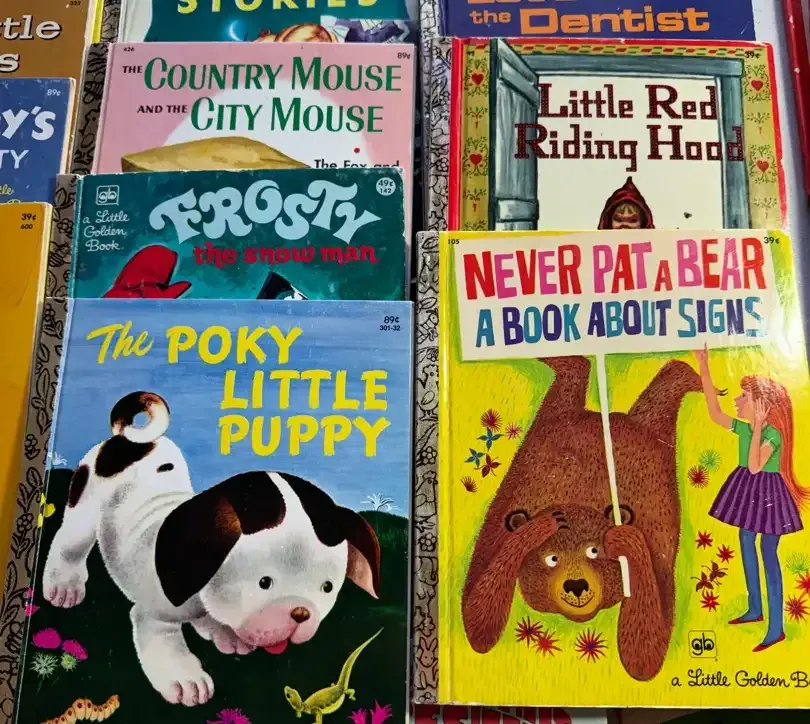 STORIES
the Dentist
332
tle
s
89¢
y's
TY
39¢
600
426
89¢
THE COUNTRY MOUSE
AND THE CITY MOUSE
The Fox and
39¢
Little Red
Riding Hood
gb
a Little
Golden
Book
49¢
142
FROSTY
the snow man
89¢
301-32
The POKY
LITTLE
PUPPY
105
39¢
NEVER PAT A BEAR
A BOOK ABOUT SIGNS
gb
a Little Golden B